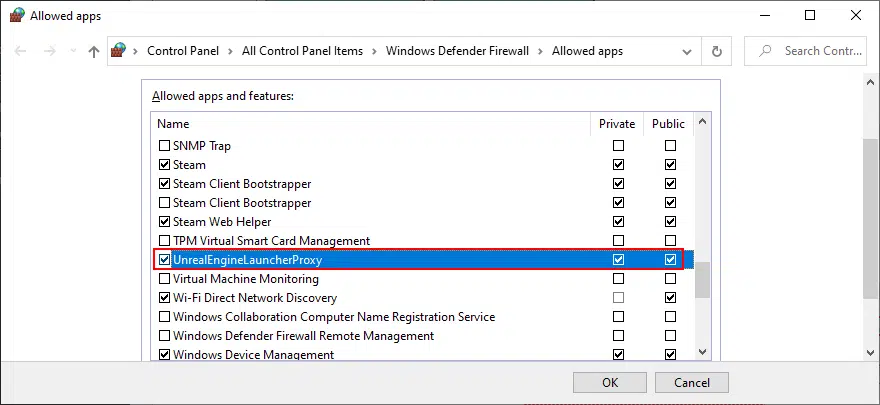 Allowed apps
Control Panel > All Control Panel Items > Windows Defender Firewall > Allowed apps
Search Contr...
Allowed apps and features:
Name Private Public
SNMP Trap
Steam
Steam Client Bootstrapper
Steam Client Bootstrapper
Steam Web Helper
TPM Virtual Smart Card Management
UnrealEngineLauncherProxy
Virtual Machine Monitoring
Wi-Fi Direct Network Discovery
Windows Collaboration Computer Name Registration Service
Windows Defender Firewall Remote Management
Windows Device Management
OK Cancel